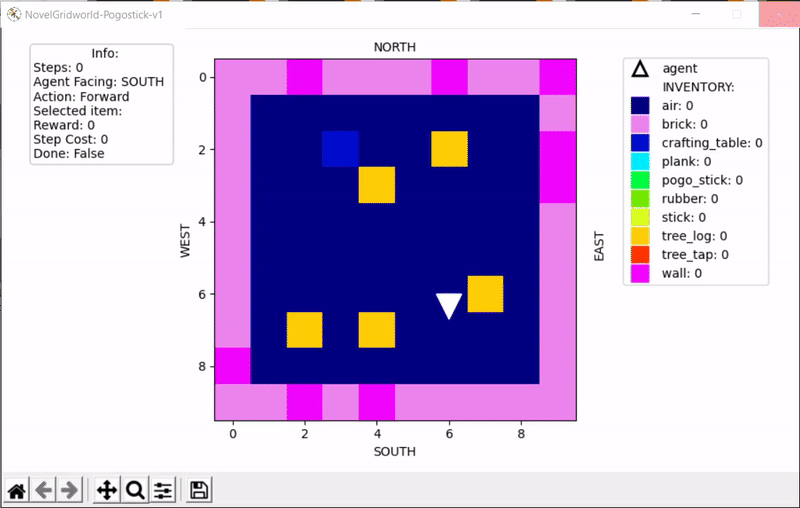 NovelGridworld-Pogostick-v1
Info:
Steps: 0
Agent Facing: SOUTH
Action: Forward
Selected item:
Reward: 0
Step Cost: 0
Done: False
NORTH
WEST
EAST
SOUTH
0
2
4
6
8
0
2
4
6
8
agent
INVENTORY:
air: 0
brick: 0
crafting_table: 0
plank: 0
pogo_stick: 0
rubber: 0
stick: 0
tree_log: 0
tree_tap: 0
wall: 0